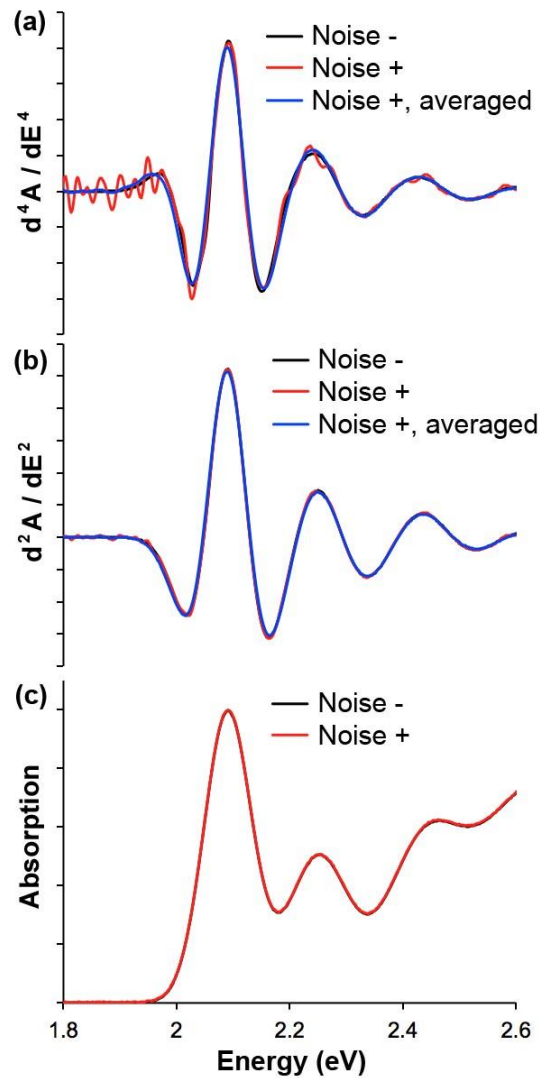 (a)
Noise -
Noise +
Noise +, averaged
d⁴A / dE⁴
(b)
Noise -
Noise +
Noise +, averaged
d²A / dE²
(c)
Noise -
Noise +
Absorption
1.8 2 2.2 2.4 2.6
Energy (eV)